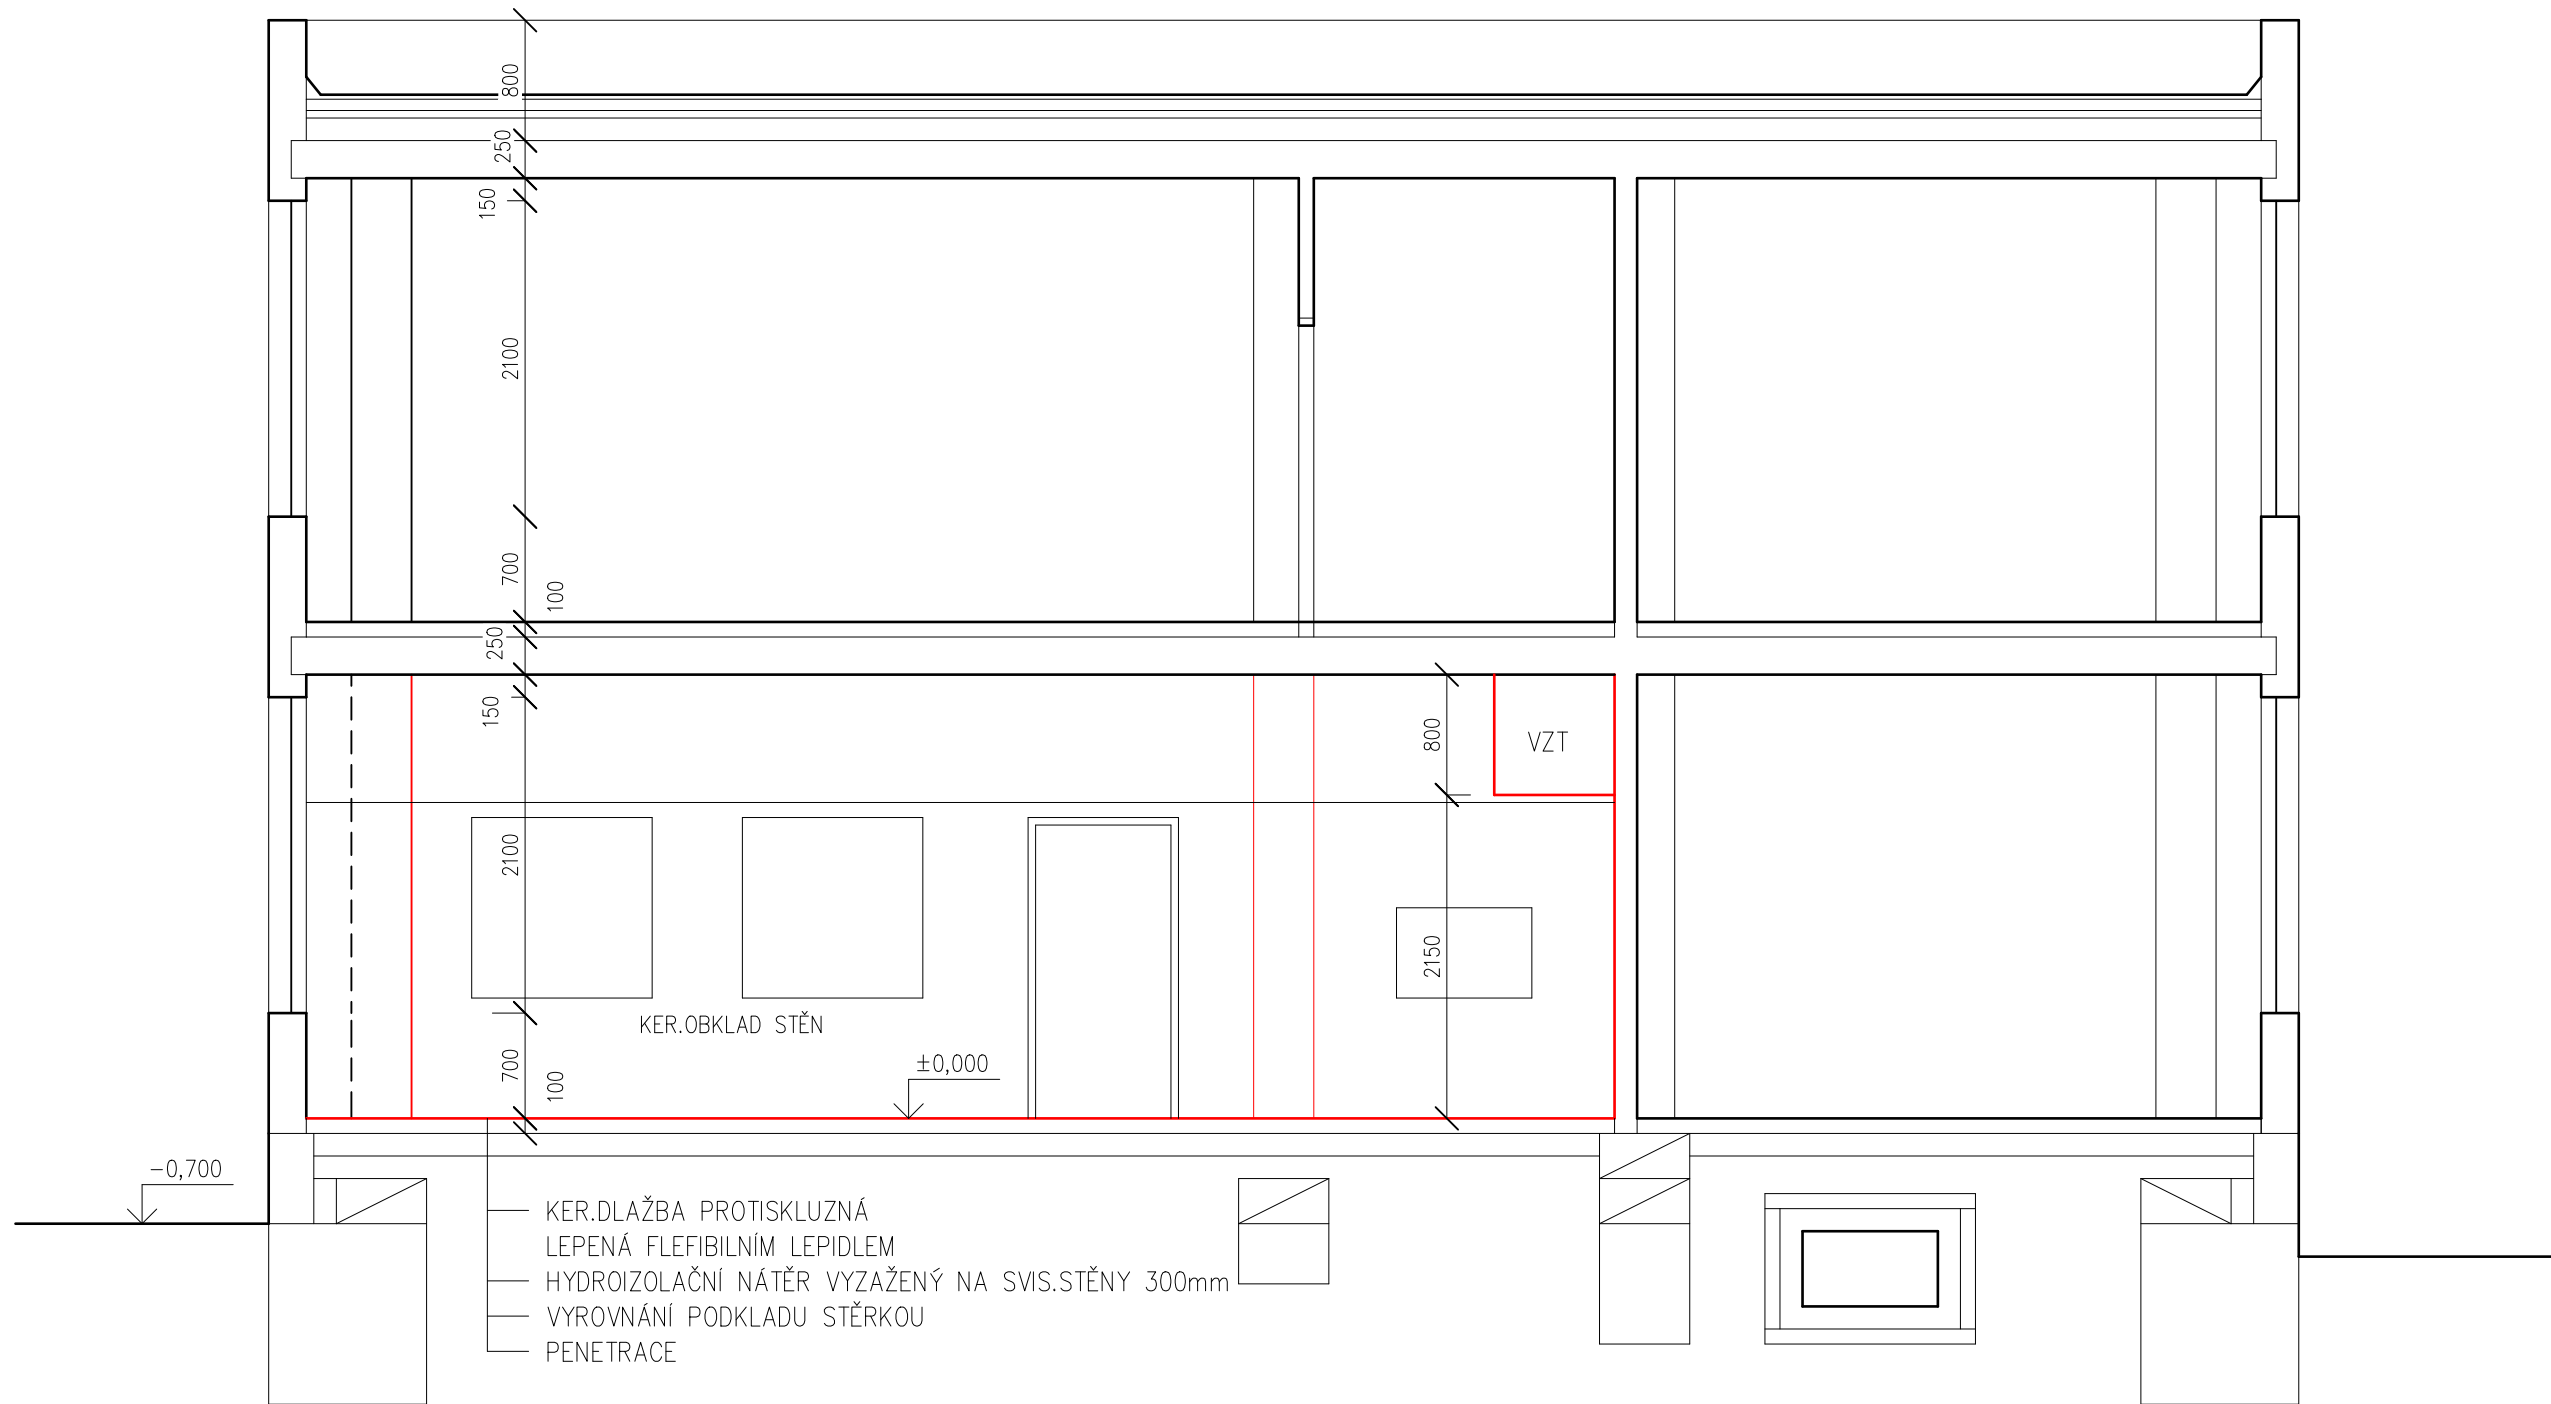 800
250
150
2100
700
100
250
150
800
VZT
2100
2150
KER.OBKLAD STĚN
700
100
±0,000
-0,700
KER.DLAŽBA PROTISKLUZNÁ
LEPENÁ FLEFIBILNÍM LEPIDLEM
HYDROIZOLAČNÍ NÁTĚR VYZAŽENÝ NA SVIS.STĚNY 300mm
VYROVNÁNÍ PODKLADU STĚRKOU
PENETRACE